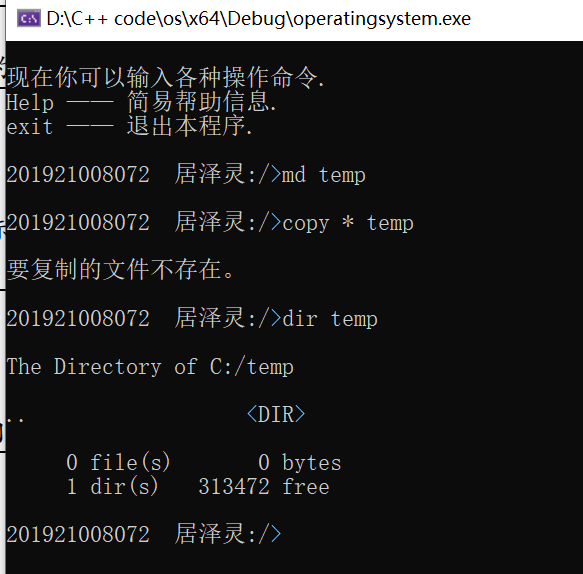 D:\C++ code\os\x64\Debug\operatingsystem.exe
现在你可以输入各种操作命令.
Help —— 简易帮助信息.
exit —— 退出本程序.
201921008072  居泽灵:/>md temp
201921008072  居泽灵:/>copy * temp
要复制的文件不存在。
201921008072  居泽灵:/>dir temp
The Directory of C:/temp
..                  <DIR>
0 file(s)       0 bytes
1 dir(s)   313472 free
201921008072  居泽灵:/>